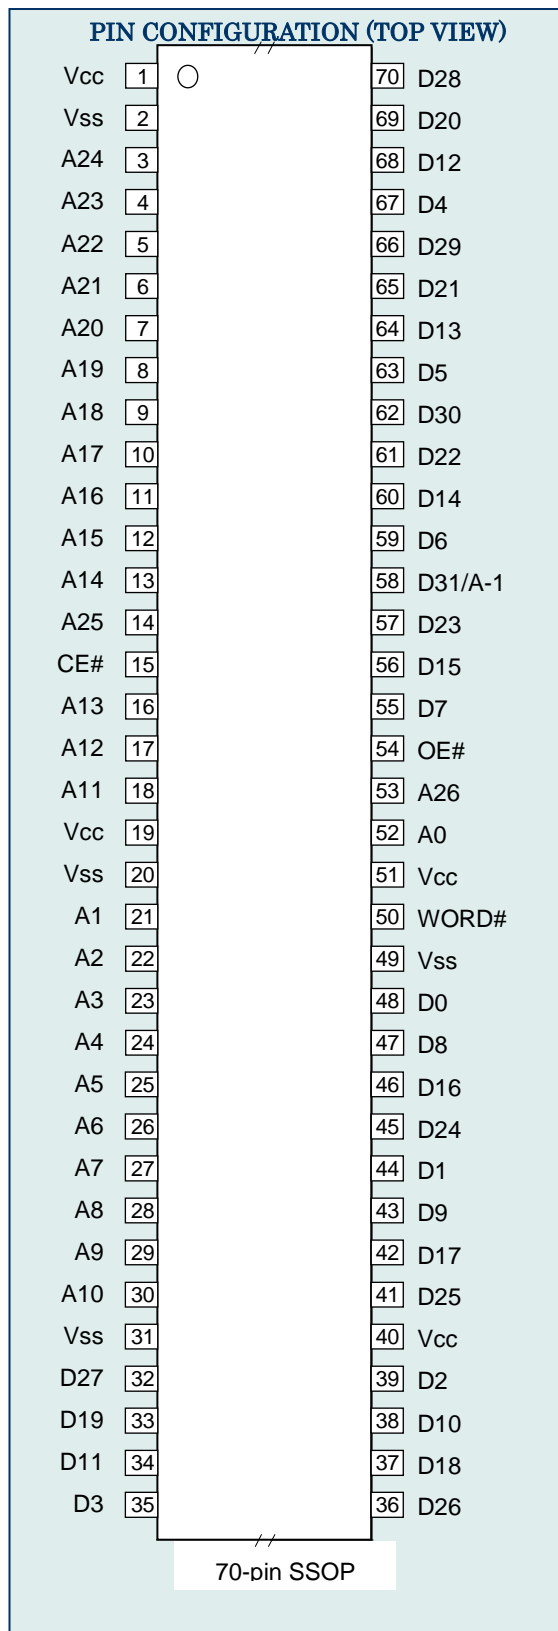 PIN CONFIGURATION (TOP VIEW)
Vcc 1 70 D28
Vss 2 69 D20
A24 3 68 D12
A23 4 67 D4
A22 5 66 D29
A21 6 65 D21
A20 7 64 D13
A19 8 63 D5
A18 9 62 D30
A17 10 61 D22
A16 11 60 D14
A15 12 59 D6
A14 13 58 D31/A-1
A25 14 57 D23
CE# 15 56 D15
A13 16 55 D7
A12 17 54 OE#
A11 18 53 A26
Vcc 19 52 A0
Vss 20 51 Vcc
A1 21 50 WORD#
A2 22 49 Vss
A3 23 48 D0
A4 24 47 D8
A5 25 46 D16
A6 26 45 D24
A7 27 44 D1
A8 28 43 D9
A9 29 42 D17
A10 30 41 D25
Vss 31 40 Vcc
D27 32 39 D2
D19 33 38 D10
D11 34 37 D18
D3 35 36 D26
70-pin SSOP